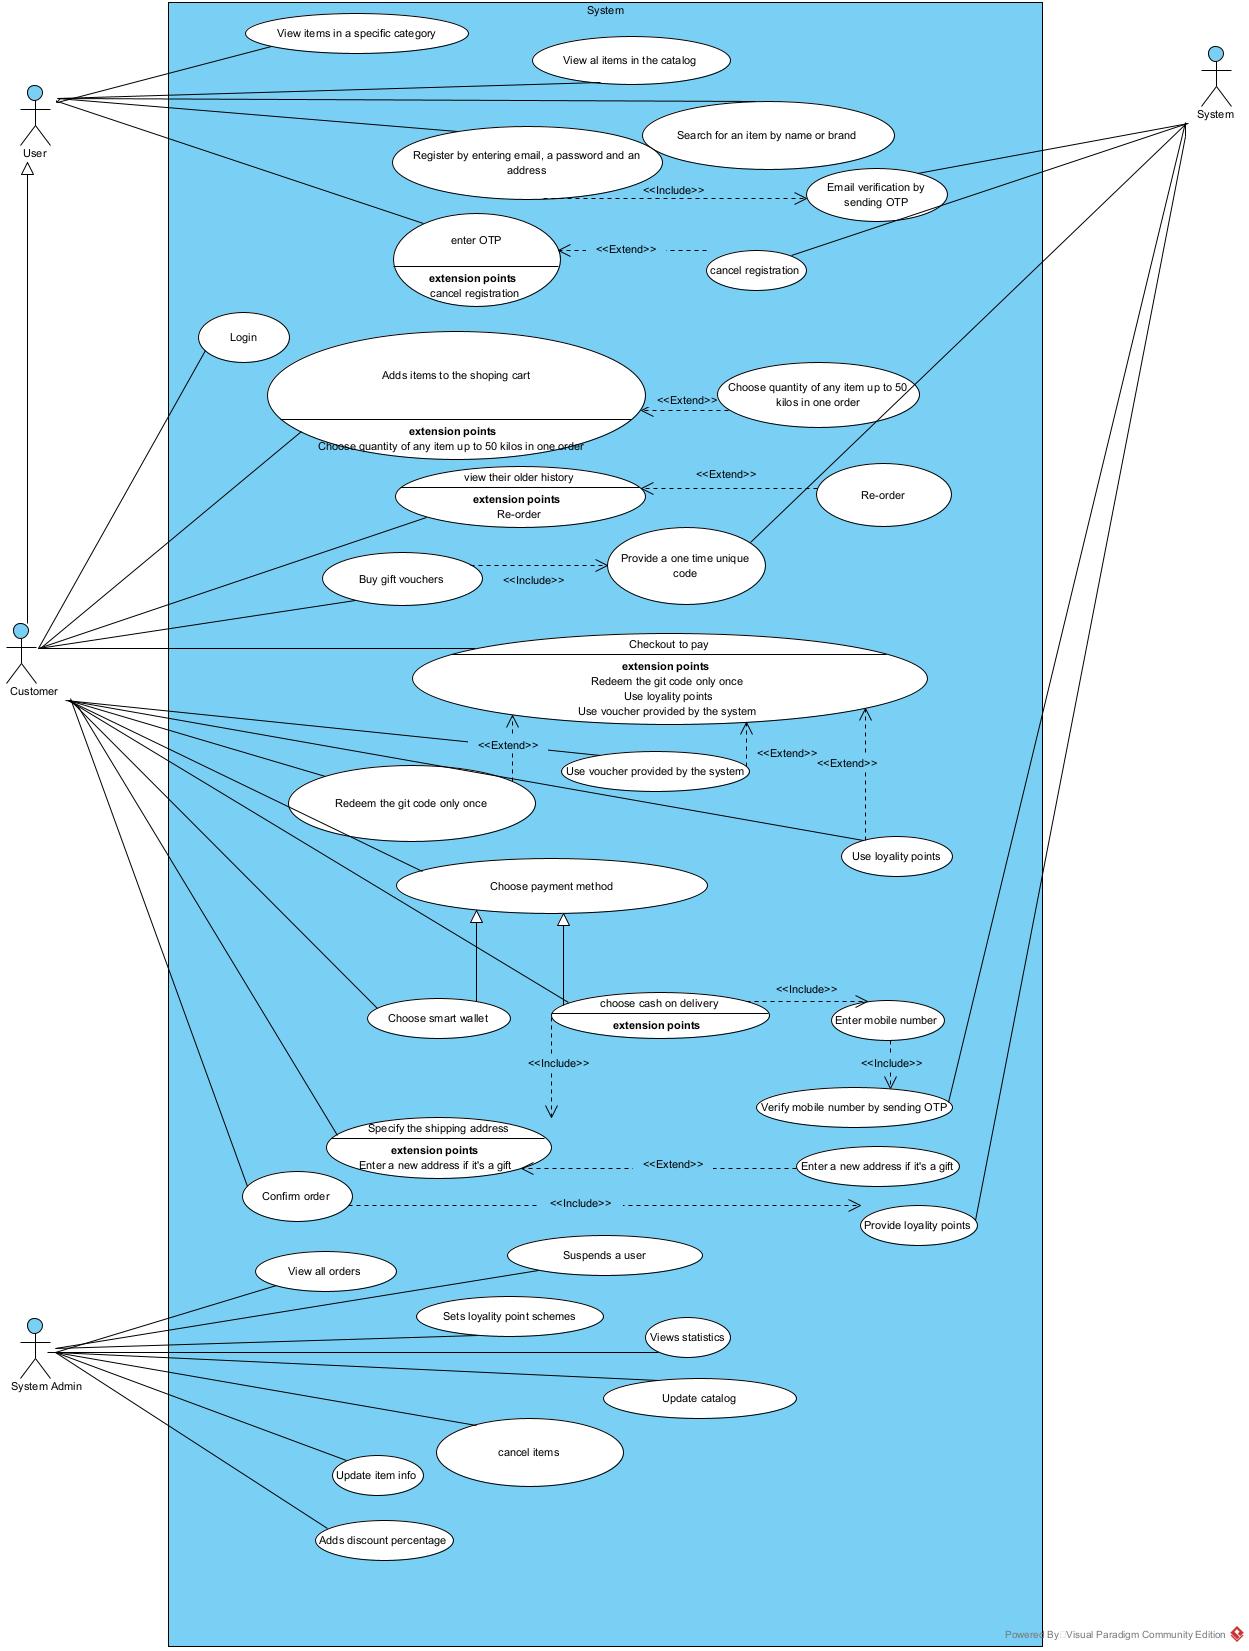 System
View items in a specific category
View al items in the catalog
System
User
Search for an item by name or brand
Register by entering email, a password and an
address
<<Include>>
Email verification by
sending OTP
enter OTP
extension points
cancel registration
<<Extend>>
cancel registration
Login
Adds items to the shoping cart
extension points
Choose quantity of any item up to 50 kilos in one order
<<Extend>>
Choose quantity of any item up to 50
kilos in one order
view their older history
extension points
Re-order
<<Extend>>
Re-order
Buy gift vouchers
<<Include>>
Provide a one time unique
code
Customer
Checkout to pay
extension points
Redeem the git code only once
Use loyality points
Use voucher provided by the system
<<Extend>>
<<Extend>>
<<Extend>>
Use voucher provided by the system
Redeem the git code only once
Use loyality points
Choose payment method
Choose smart wallet
choose cash on delivery
extension points
<<Include>>
Enter mobile number
<<Include>>
<<Include>>
Verify mobile number by sending OTP
Specify the shipping address
extension points
Enter a new address if it's a gift
<<Extend>>
Enter a new address if it's a gift
Confirm order
<<Include>>
Provide loyality points
Suspends a user
View all orders
Sets loyality point schemes
Views statistics
System Admin
Update catalog
cancel items
Update item info
Adds discount percentage
Powered By Visual Paradigm Community Edition